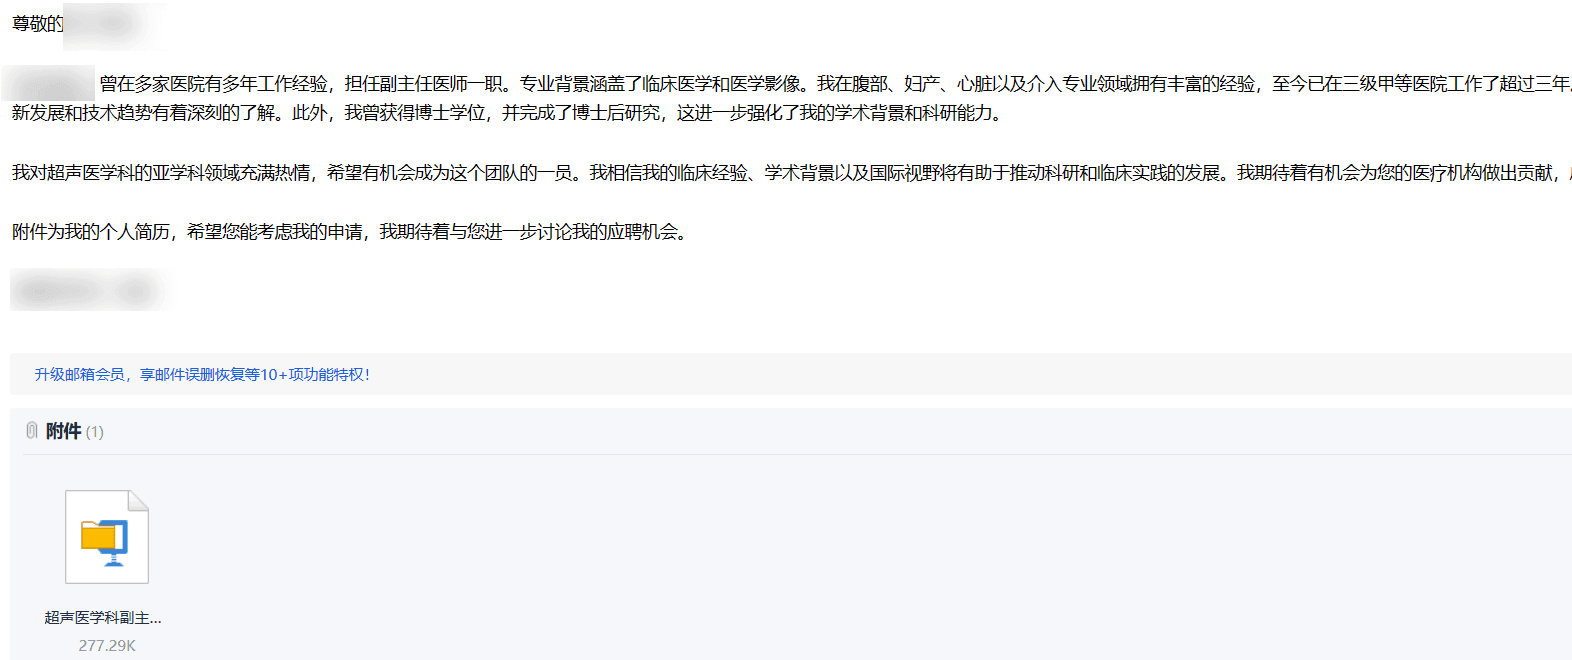 尊敬的
曾在多家医院有多年工作经验，担任副主任医师一职。专业背景涵盖了临床医学和医学影像。我在腹部、妇产、心脏以及介入专业领域拥有丰富的经验，至今已在三级甲等医院工作了超过三年。
新发展和技术趋势有着深刻的了解。此外，我曾获得博士学位，并完成了博士后研究，这进一步强化了我的学术背景和科研能力。
我对超声医学科的亚学科领域充满热情，希望有机会成为这个团队的一员。我相信我的临床经验、学术背景以及国际视野将有助于推动科研和临床实践的发展。我期待着有机会为您的医疗机构做出贡献，
附件为我的个人简历，希望您能考虑我的申请，我期待着与您进一步讨论我的应聘机会。
升级邮箱会员，享邮件误删恢复等10+项功能特权！
附件 (1)
超声医学科副主...
277.29K